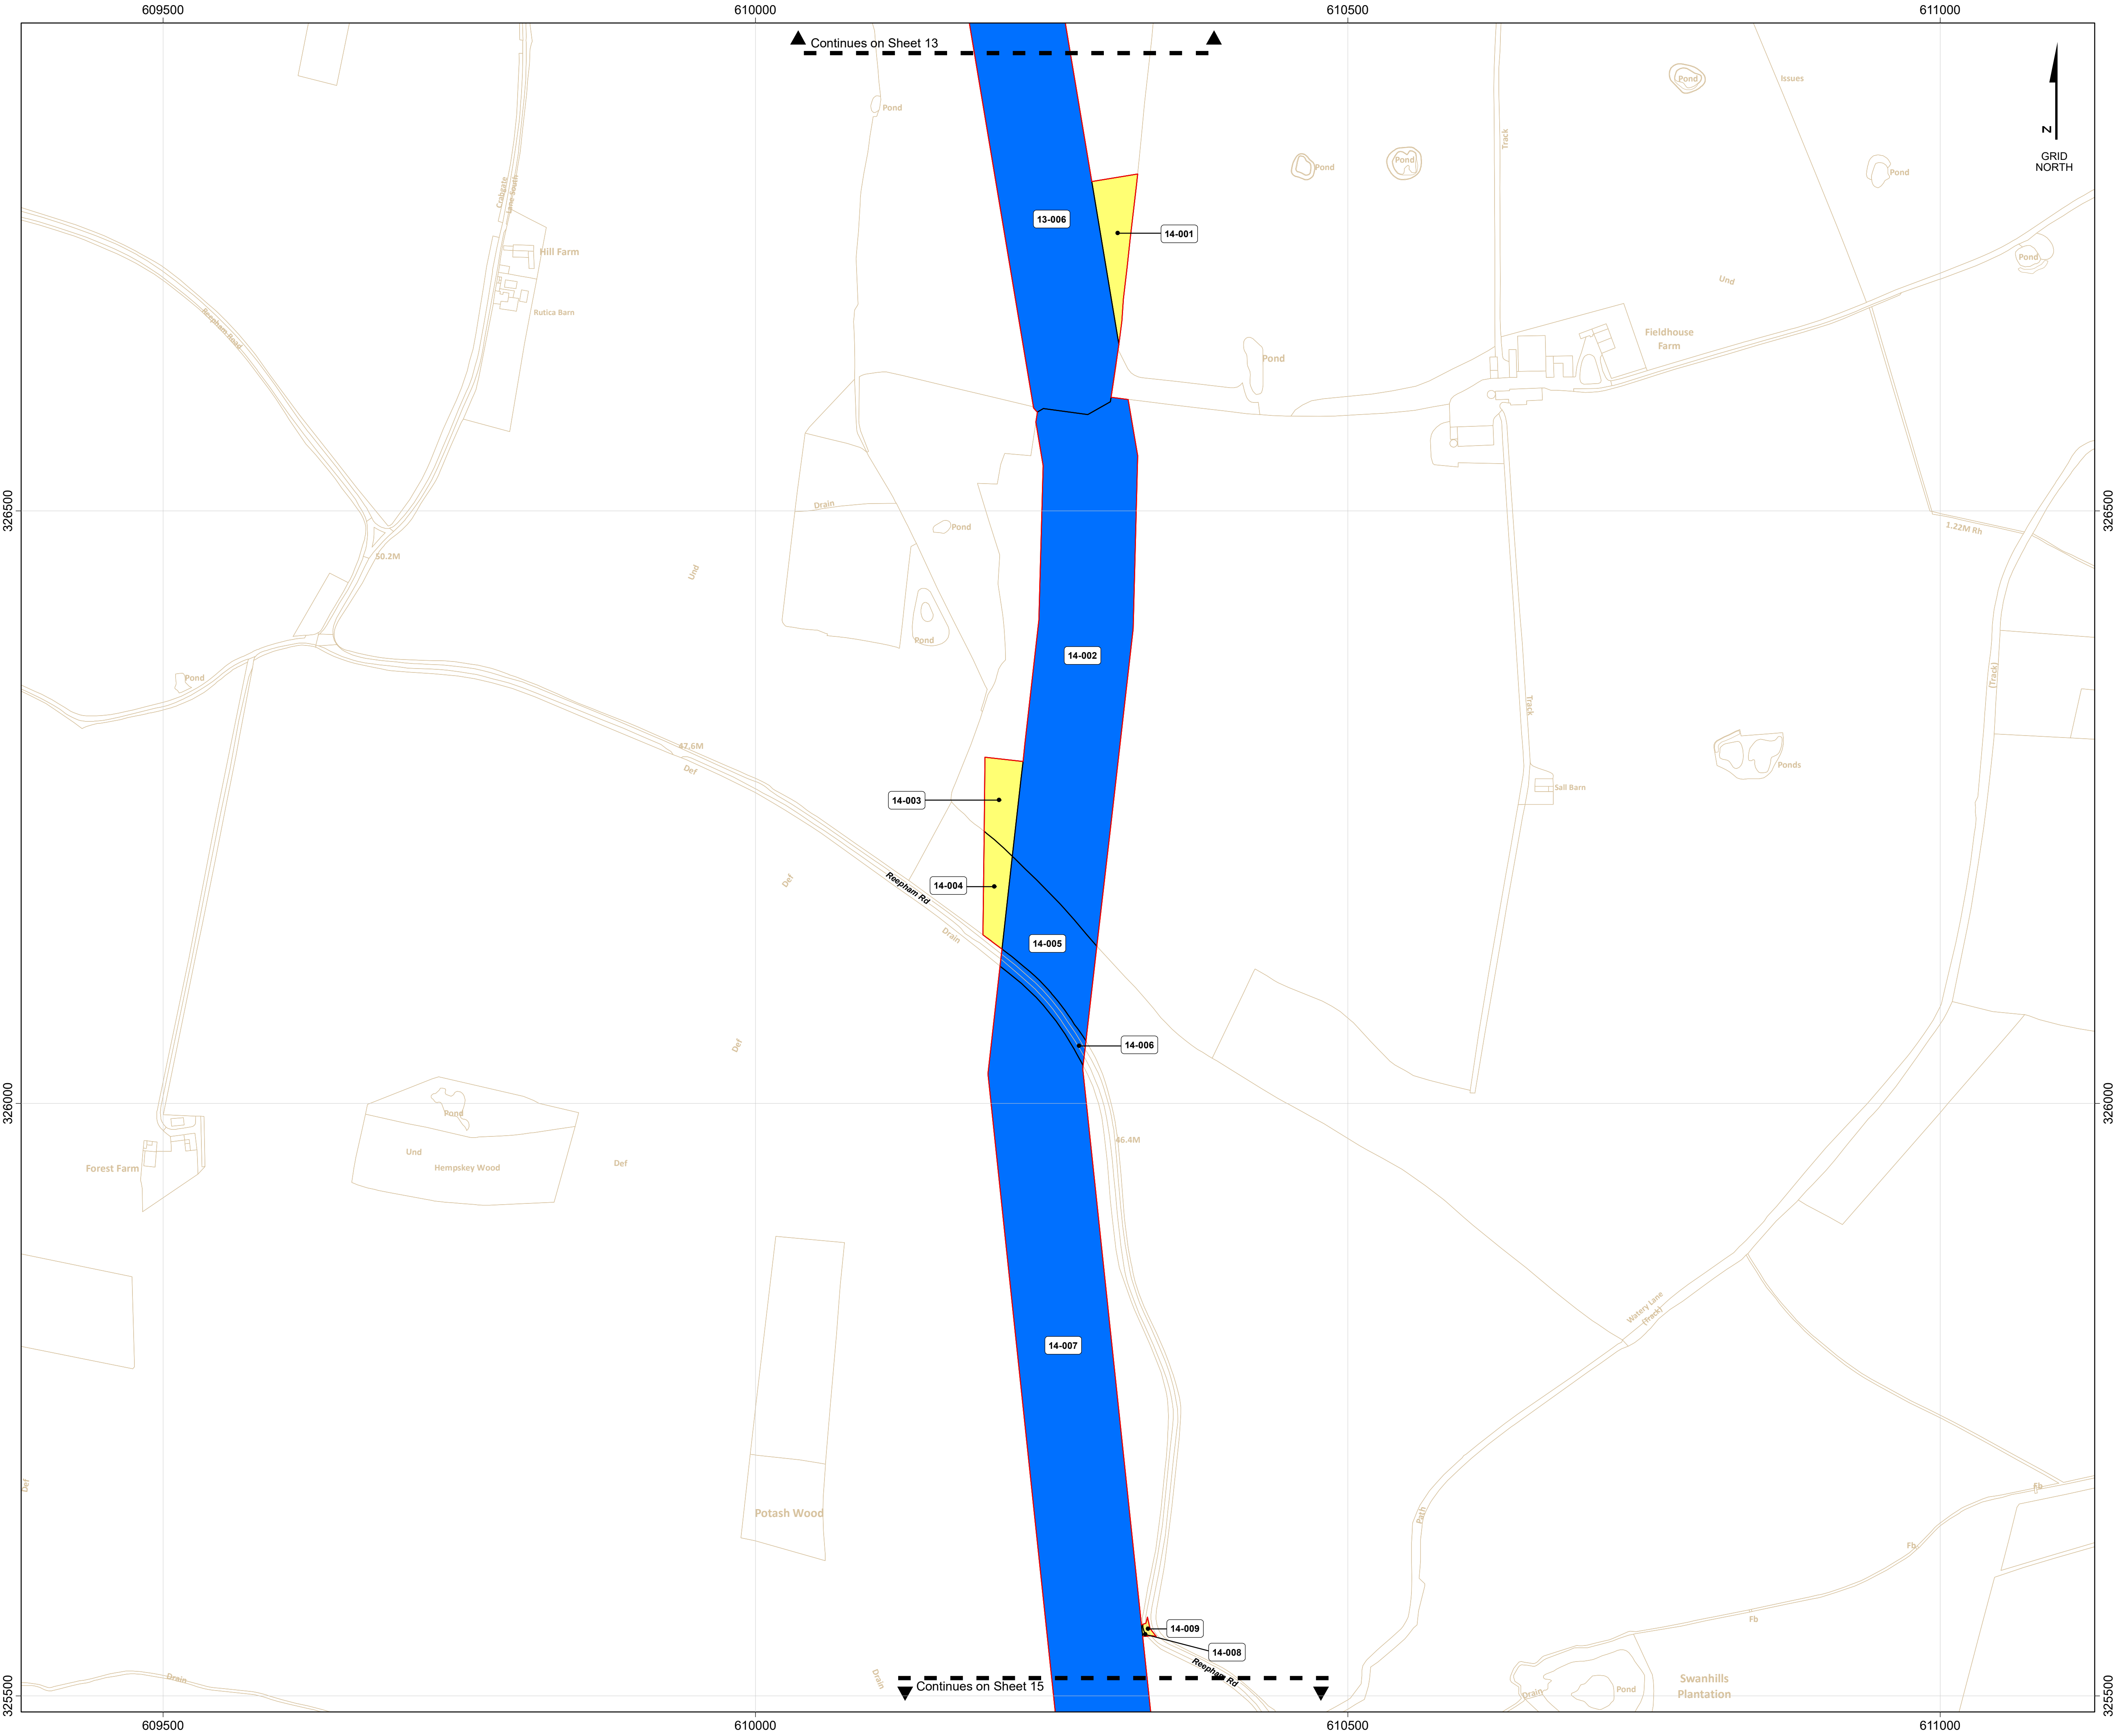 609500
610000
610500
611000
Continues on Sheet 13
Pond
Issues
Pond
Track
N
GRID
NORTH
Pond
Pond
Pond
Crabgate
Lane South
13-006
14-001
Hill Farm
Pond
Und
Rutica Barn
Reepham Road
Fieldhouse
Farm
Pond
326500
326500
Drain
Pond
1.22M Rh
50.2M
Und
Pond
14-002
Pond
(Track)
Track
47.6M
Def
Ponds
Sall Barn
14-003
Def
Reepham Rd
14-004
Drain
14-005
Def
14-006
326000
326000
Pond
46.4M
Und
Forest Farm
Hempskey Wood
Def
Watery Lane
(Track)
14-007
Def
Potash Wood
Path
Fb
Fb
Fb
14-009
14-008
Reepham Rd
Drain
Drain
Continues on Sheet 15
Swanhills
Plantation
Pond
Drain
325500
325500
609500
610000
610500
611000